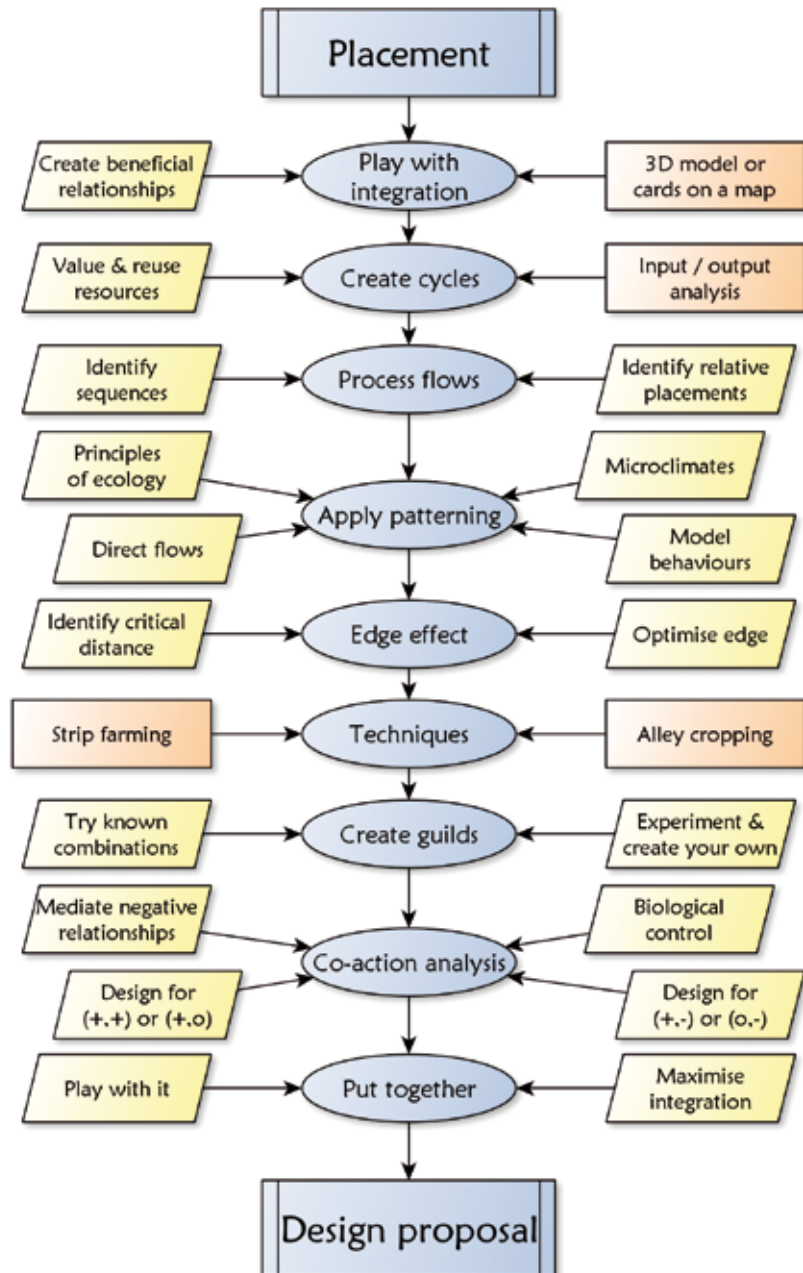 Placement
Create beneficial
relationships
Play with
integration
3D model or
cards on a map
Value & reuse
resources
Create cycles
Input / output
analysis
Identify
sequences
Process flows
Identify relative
placements
Principles
of ecology
Microclimates
Apply patterning
Direct flows
Model
behaviours
Identify critical
distance
Edge effect
Optimise edge
Strip farming
Techniques
Alley cropping
Try known
combinations
Create guilds
Experiment &
create your own
Mediate negative
relationships
Biological
control
Co-action analysis
Design for
(+,+) or (+,o)
Design for
(+,-) or (o,-)
Play with it
Put together
Maximise
integration
Design proposal